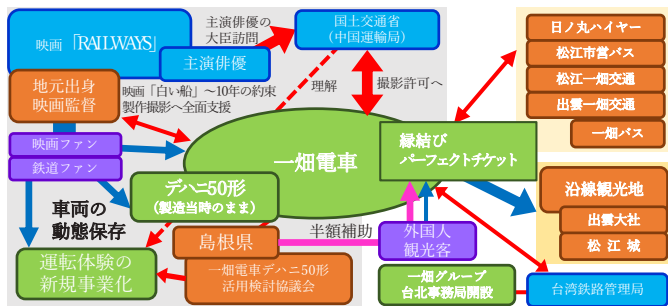 映画「RAILWAYS」
主演俳優
主演俳優の
大臣訪問
国土交通省
（中国運輸局）
地元出身
映画監督
映画「白い船」～10年の約束
製作撮影へ全面支援
理解
撮影許可へ
映画ファン
鉄道ファン
一畑電車
縁結び
パーフェクトチケット
デハニ50形
（製造当時のまま）
車両の
動態保存
運転体験の
新規事業化
島根県
一畑電車デハニ50形
活用検討協議会
半額補助
外国人
観光客
一畑グループ
台北事務局開設
台湾鉄路管理局
日ノ丸ハイヤー
松江市営バス
松江一畑交通
出雲一畑交通
一畑バス
沿線観光地
出雲大社
松江城